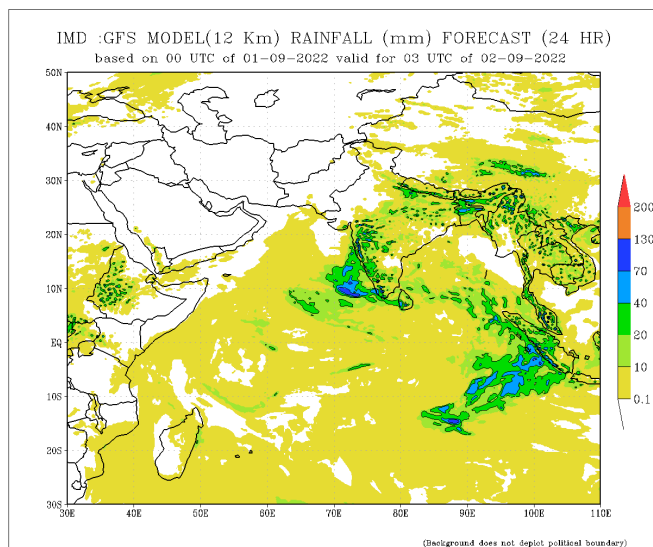 IMD :GFS MODEL(12 Km) RAINFALL (mm) FORECAST (24 HR)
based on 00 UTC of 01-09-2022 valid for 03 UTC of 02-09-2022
50N
40N
30N
20N
10N
EQ
10S
20S
30S
30E 40E 50E 60E 70E 80E 90E 100E 110E
200
130
70
40
20
10
0.1
(Background does not depict political boundary)